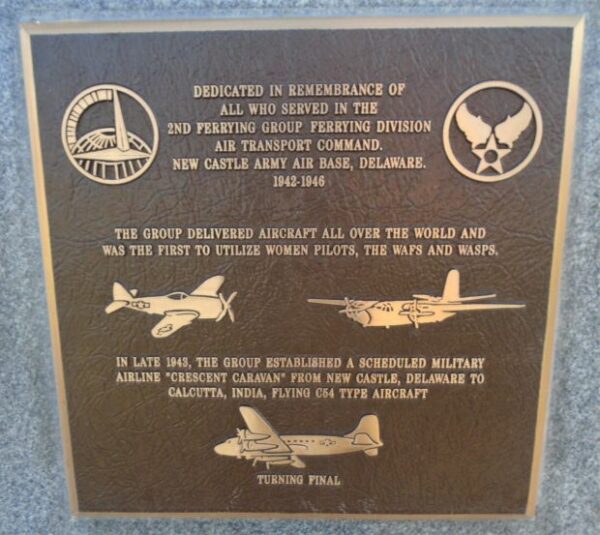 DEDICATED IN REMEMBRANCE OF
ALL WHO SERVED IN THE
2ND FERRYING GROUP FERRYING DIVISION
AIR TRANSPORT COMMAND.
NEW CASTLE ARMY AIR BASE, DELAWARE.
1942-1946
THE GROUP DELIVERED AIRCRAFT ALL OVER THE WORLD AND
WAS THE FIRST TO UTILIZE WOMEN PILOTS, THE WAFS AND WASPS.
IN LATE 1943, THE GROUP ESTABLISHED A SCHEDULED MILITARY
AIRLINE "CRESCENT CARAVAN" FROM NEW CASTLE, DELAWARE TO
CALCUTTA, INDIA, FLYING C54 TYPE AIRCRAFT
TURNING FINAL